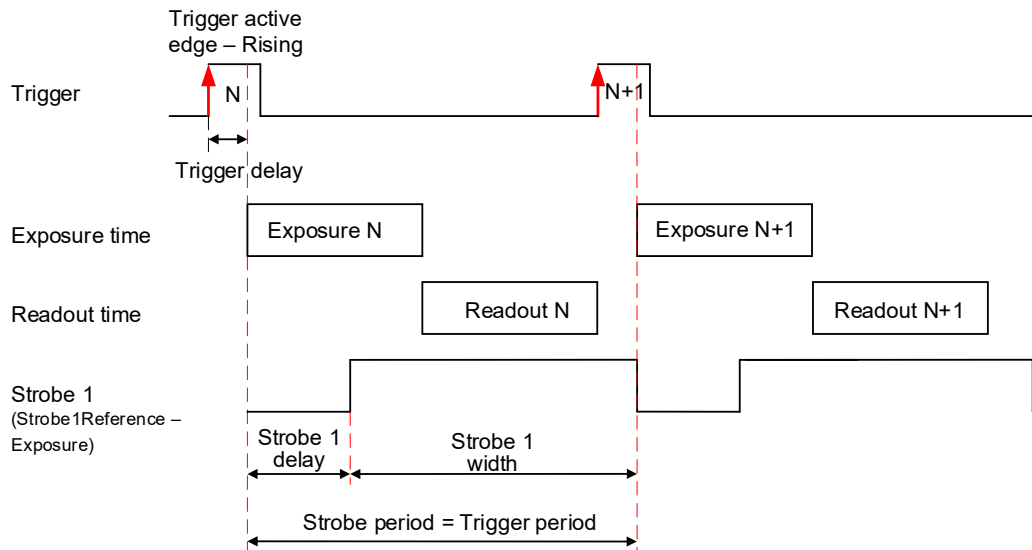 Trigger active
edge – Rising
Trigger
N
N+1
Trigger delay
Exposure time
Exposure N
Exposure N+1
Readout time
Readout N
Readout N+1
Strobe 1
(Strobe1Reference –
Exposure)
Strobe 1
delay
Strobe 1
width
Strobe period = Trigger period